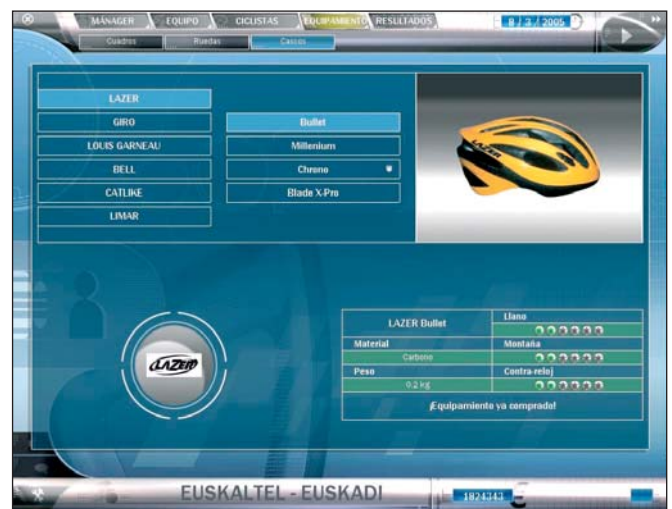 MÁNAGER EQUIPO CICLISTAS EQUIPAMIENTO RESULTADOS 8 / 3 / 2005
Cuadros Ruedas Cascos
LAZER
GIRO
LOUIS GARNEAU
BELL
CATLIKE
LIMAR
Bullet
Millenium
Chrono
Blade X-Pro
LAZER
LAZER
LAZER Bullet
Llano
Material
Montaña
Carbono
Peso
Contra-reloj
0.2 kg
¡Equipamiento ya comprado!
EUSKALTEL - EUSKADI
1824343